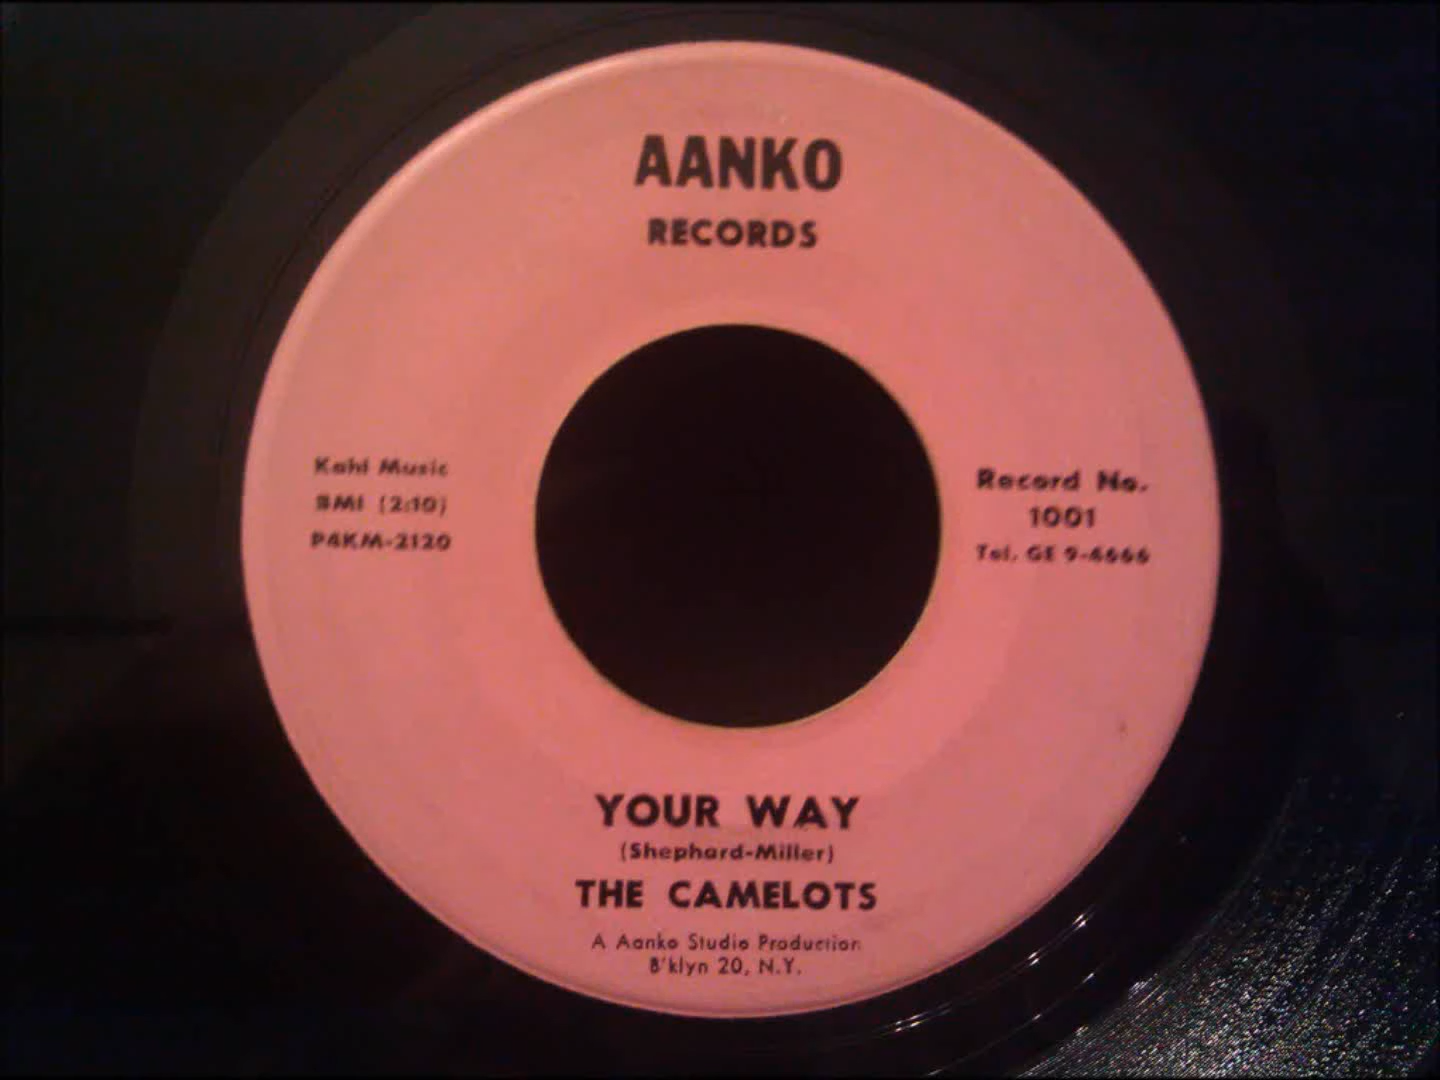 AANKO
RECORDS
Kahl Music
BMI (2:10)
P4KM-2120
Record No.
1001
Tel. GE 9-4666
YOUR WAY
(Shephard-Miller)
THE CAMELOTS
A Aanko Studio Production
B'klyn 20, N.Y.